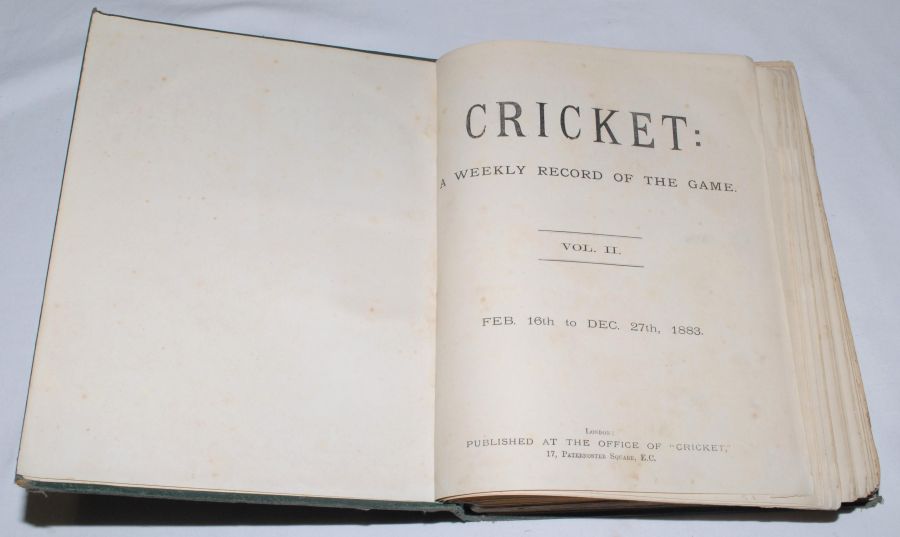 CRICKET:
A WEEKLY RECORD OF THE GAME.
VOL. II.
FEB. 16th to DEC. 27th, 1883.
LONDON:
PUBLISHED AT THE OFFICE OF "CRICKET,"
17, PATERNOSTER SQUARE, E.C.